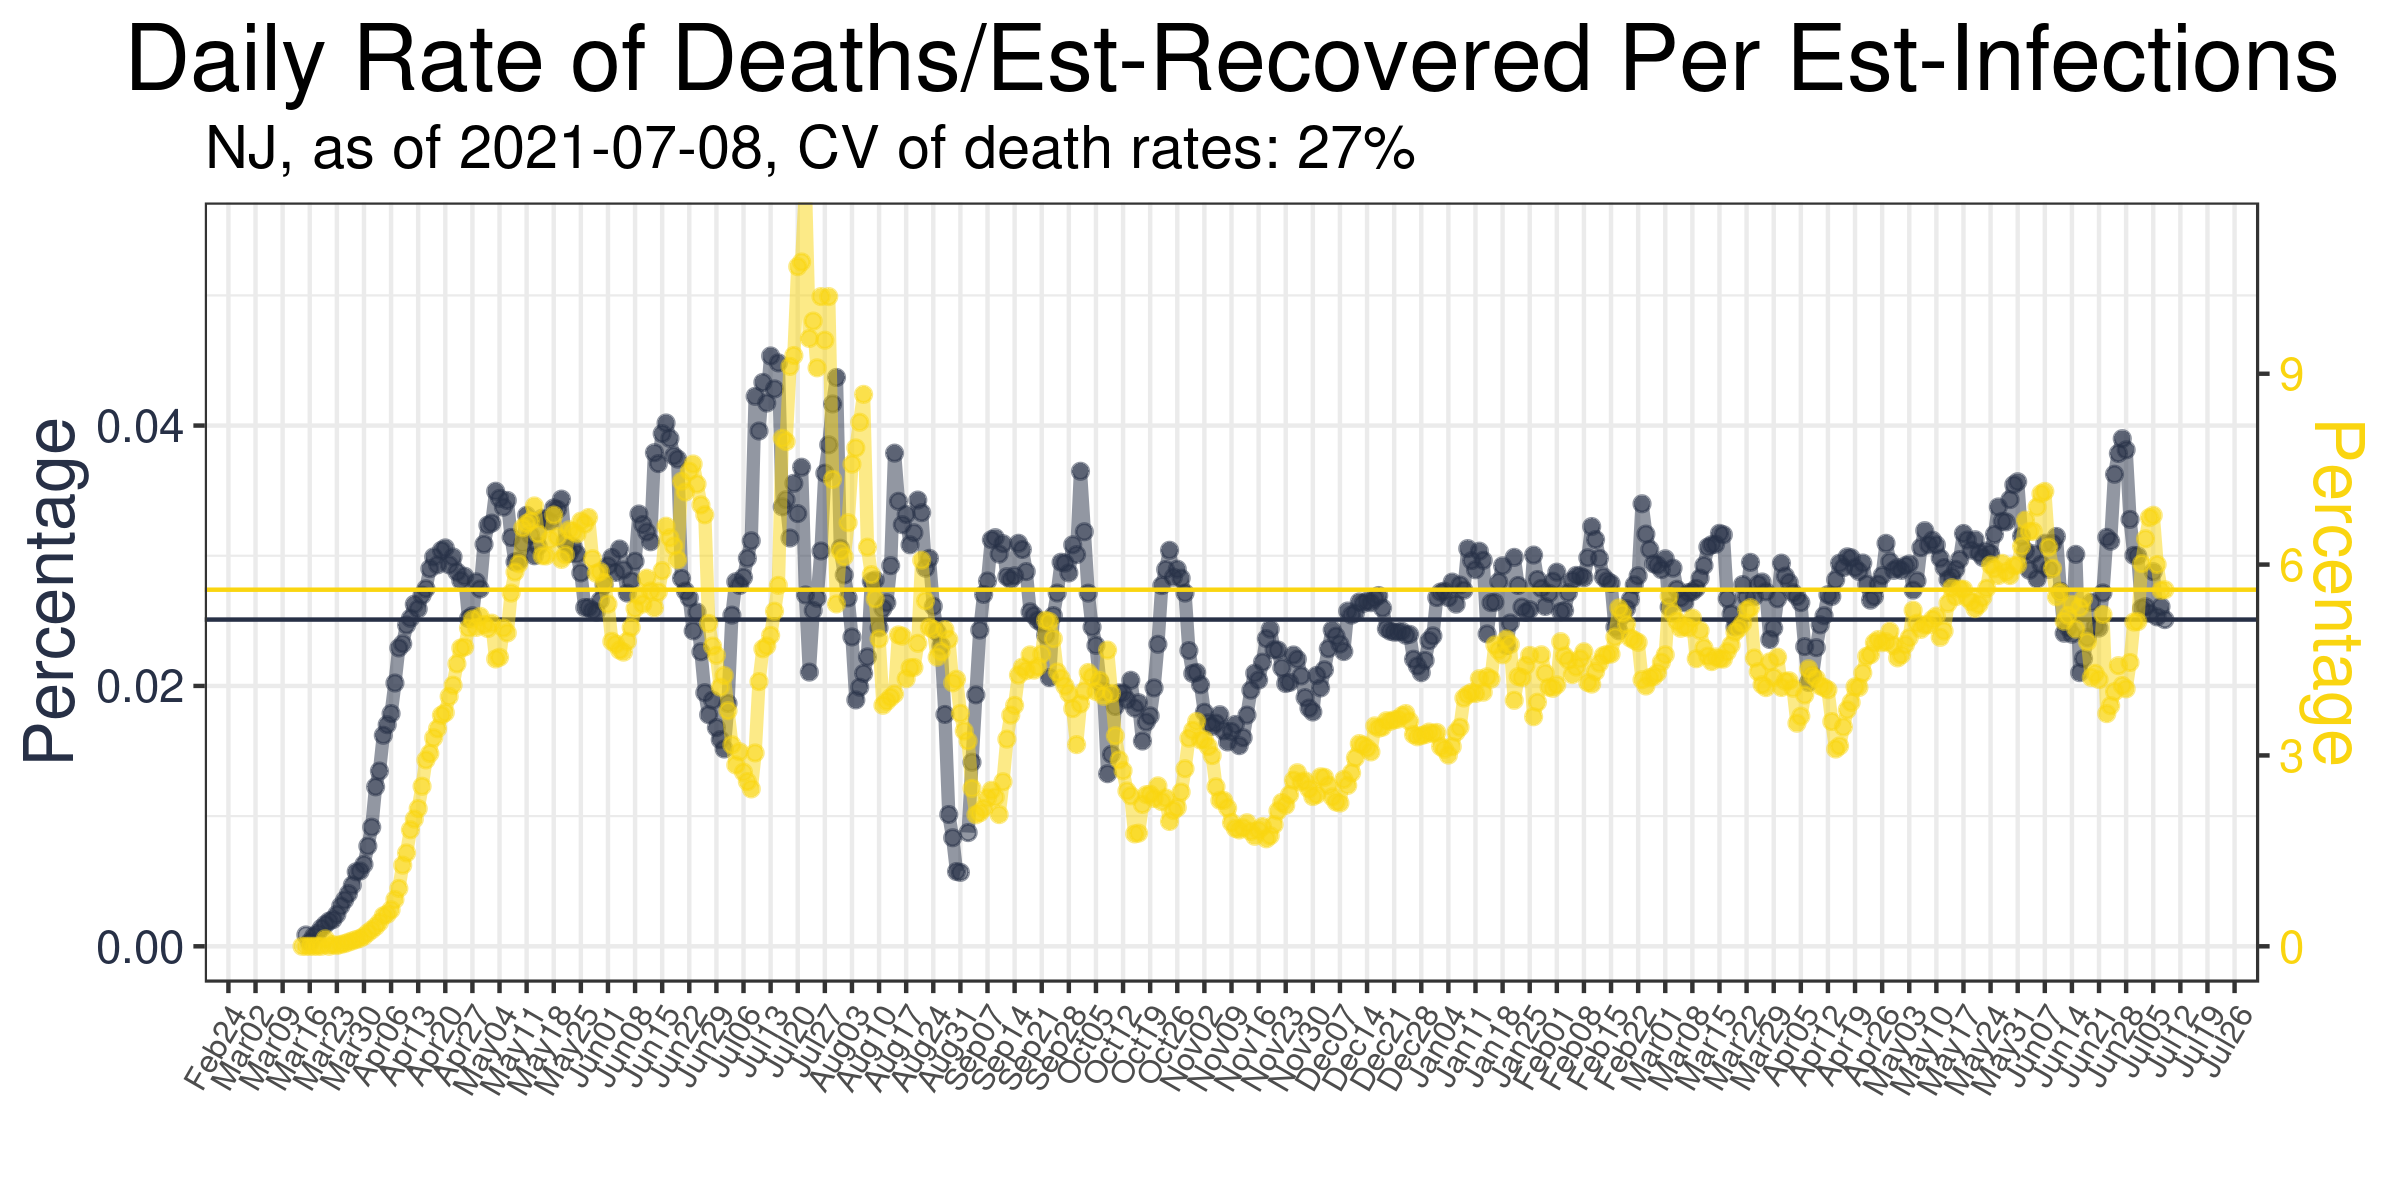 Daily Rate of Deaths/Est-Recovered Per Est-Infections
NJ, as of 2021-07-08, CV of death rates: 27%
Percentage
0.04
0.02
0.00
9
6
3
0
Percentage
Feb24
Mar02
Mar09
Mar16
Mar23
Mar30
Apr06
Apr13
Apr20
Apr27
May04
May11
May18
May25
Jun01
Jun08
Jun15
Jun22
Jun29
Jul06
Jul13
Jul20
Jul27
Aug03
Aug10
Aug17
Aug24
Aug31
Sep07
Sep14
Sep21
Sep28
Oct05
Oct12
Oct19
Oct26
Nov02
Nov09
Nov16
Nov23
Nov30
Dec07
Dec14
Dec21
Dec28
Jan04
Jan11
Jan18
Jan25
Feb01
Feb08
Feb15
Feb22
Mar01
Mar08
Mar15
Mar22
Mar29
Apr05
Apr12
Apr19
Apr26
May03
May10
May17
May24
May31
Jun07
Jun14
Jun21
Jun28
Jul05
Jul12
Jul19
Jul26